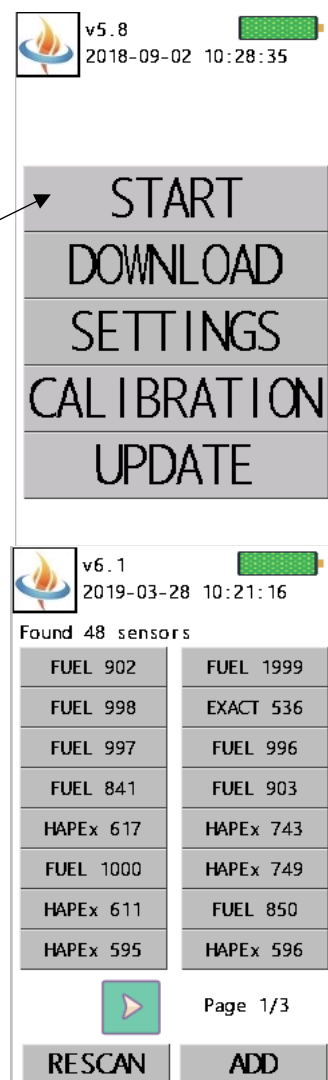 v5.8
2018-09-02 10:28:35
START
DOWNLOAD
SETTINGS
CALIBRATION
UPDATE
v6.1
2019-03-28 10:21:16
Found 48 sensors
FUEL 902 FUEL 1999
FUEL 998 EXACT 536
FUEL 997 FUEL 996
FUEL 841 FUEL 903
HAPEx 617 HAPEx 743
FUEL 1000 HAPEx 749
HAPEx 611 FUEL 850
HAPEx 595 HAPEx 596
Page 1/3
RESCAN ADD